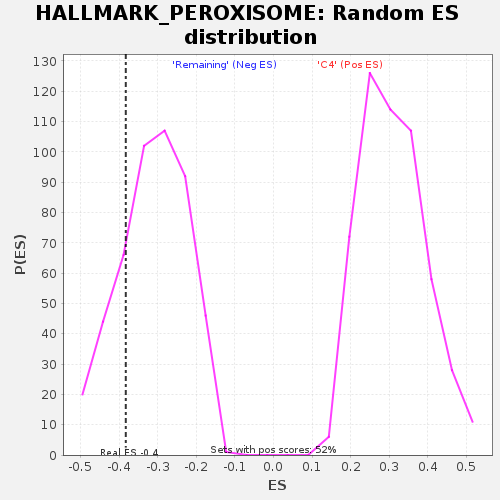 HALLMARK_PEROXISOME: Random ES
distribution
'Remaining' (Neg ES)
'C4' (Pos ES)
130
120
110
100
90
80
70
60
50
40
30
20
10
0
P(ES)
Real ES -0.4
Sets with pos scores: 52%
-0.5 -0.4 -0.3 -0.2 -0.1 0.0 0.1 0.2 0.3 0.4 0.5
ES